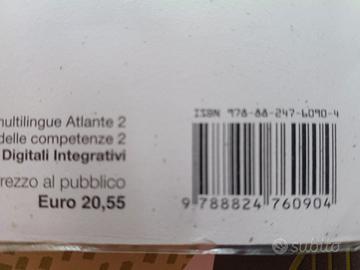 ISBN 978-88-247-6090-4
multilingue Atlante 2
delle competenze 2
Digitali Integrativi
rezzo al pubblico
Euro 20,55
9 788824 760904
subito